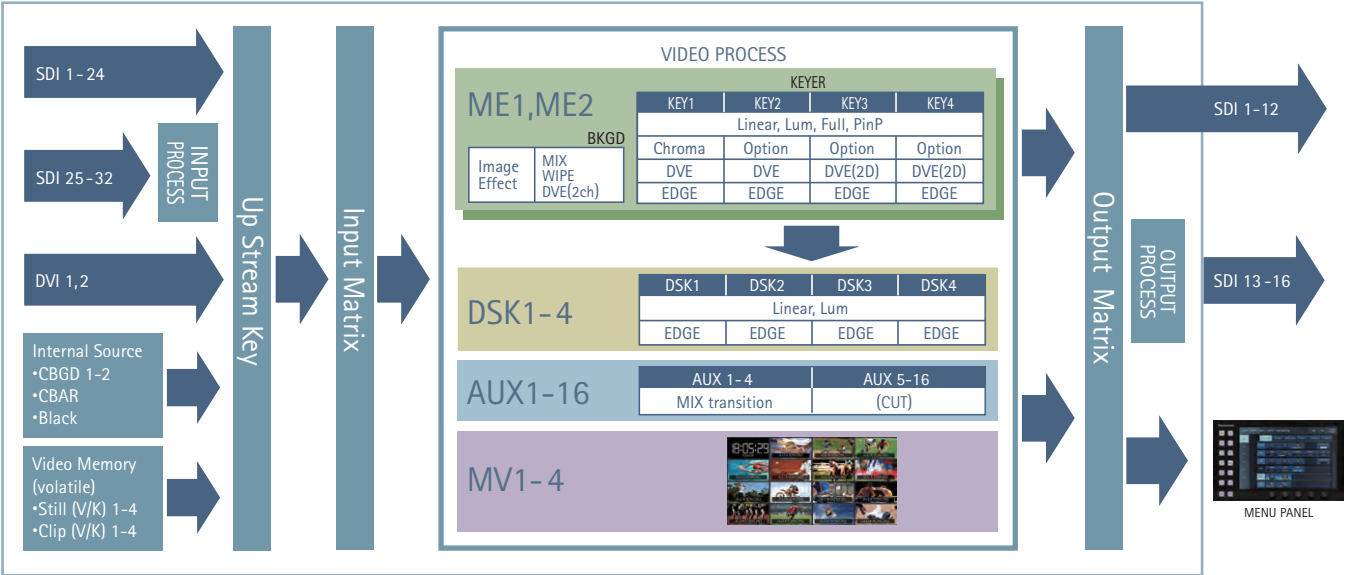 SDI 1-24
SDI 25-32
INPUT
PROCESS
DVI 1,2
Internal Source
•CBGD 1-2
•CBAR
•Black
Video Memory
(volatile)
•Still (V/K) 1-4
•Clip (V/K) 1-4
Up Stream Key
Input Matrix
VIDEO PROCESS
ME1,ME2
BKGD
Image
Effect
MIX
WIPE
DVE(2ch)
KEYER
KEY1 KEY2 KEY3 KEY4
Linear, Lum, Full, PinP
Chroma Option Option Option
DVE DVE DVE(2D) DVE(2D)
EDGE EDGE EDGE EDGE
DSK1-4
DSK1 DSK2 DSK3 DSK4
Linear, Lum
EDGE EDGE EDGE EDGE
AUX1-16
AUX 1-4 AUX 5-16
MIX transition (CUT)
MV1-4
18:05:29
Output Matrix
OUTPUT
PROCESS
SDI 1-12
SDI 13-16
MENU PANEL